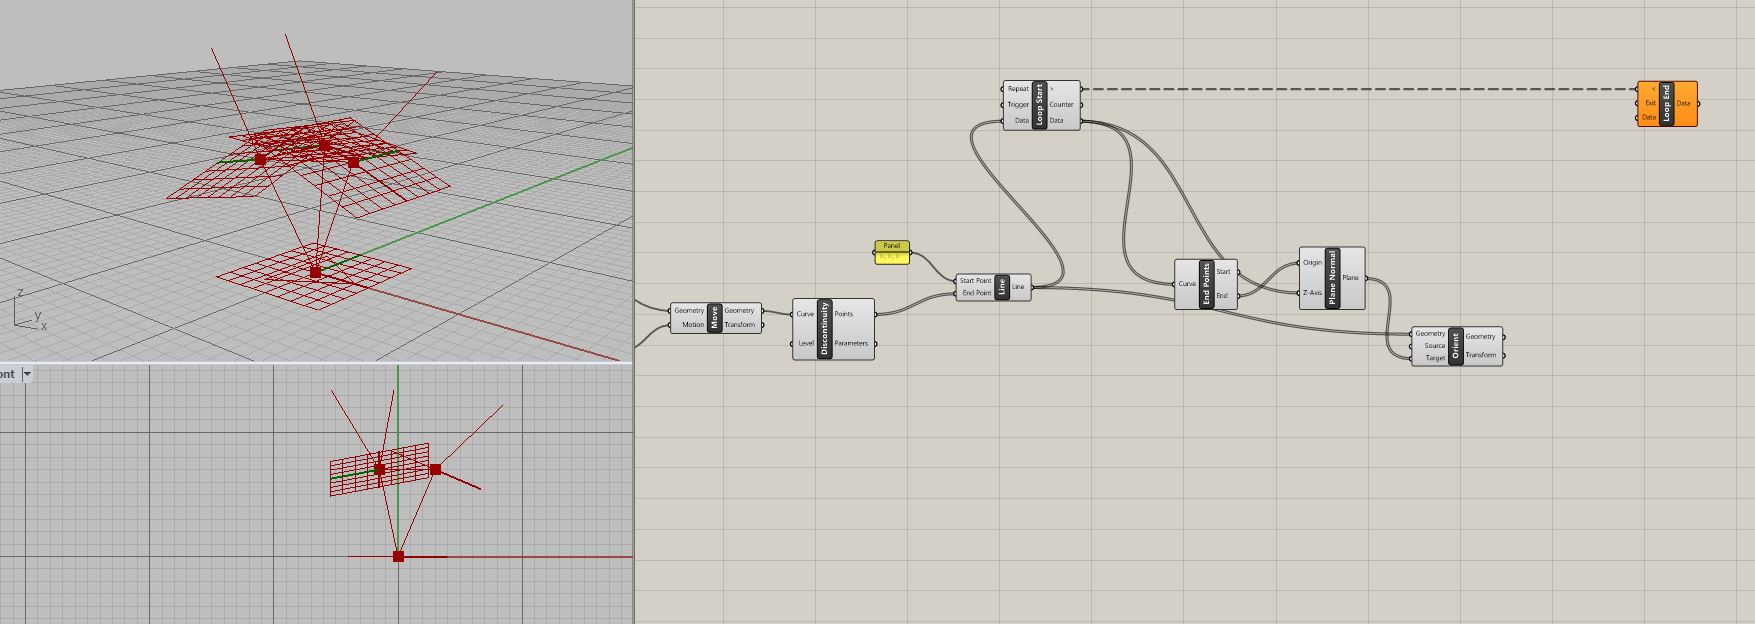 z
y
x
ont
Repeat
Trigger
Data
Loop Start
>
Counter
Data
<
Exit
Data
Loop End
Data
Panel
0,0,0
Start Point
End Point
Line
Line
Curve
End Points
Start
End
Origin
Z-Axis
Plane Normal
Plane
Geometry
Motion
Move
Geometry
Transform
Curve
Level
Discontinuity
Points
Parameters
Geometry
Source
Target
Orient
Geometry
Transform